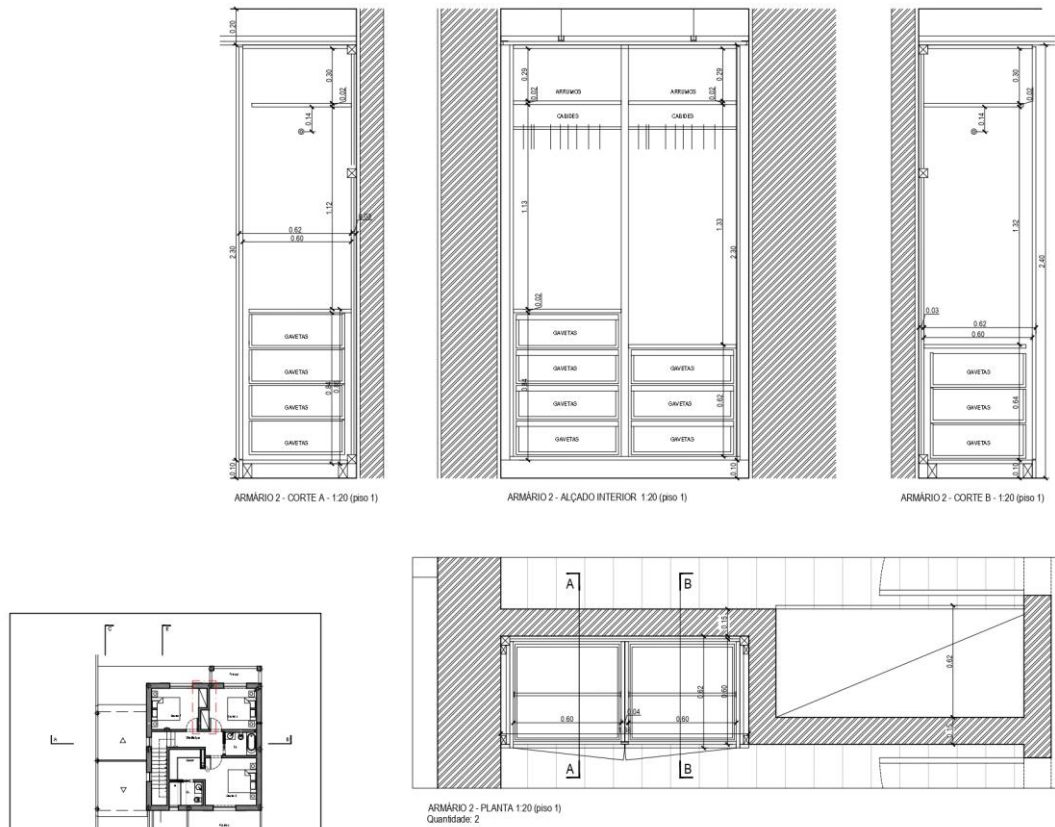 0.20
0.30
0.02
0.14
1.12
0.03
0.62
0.60
2.30
GAVETAS
GAVETAS
GAVETAS
GAVETAS
0.84
0.10
ARMÁRIO 2 - CORTE A - 1:20 (piso 1)
0.29
0.29
ARRUMOS
ARRUMOS
0.02
0.02
CABIDES
CABIDES
1.13
1.33
2.30
0.02
GAVETAS
GAVETAS
GAVETAS
GAVETAS
GAVETAS
GAVETAS
GAVETAS
0.84
0.62
0.10
ARMÁRIO 2 - ALÇADO INTERIOR 1:20 (piso 1)
0.30
0.02
0.14
1.32
2.40
0.03
0.62
0.60
GAVETAS
GAVETAS
GAVETAS
0.64
0.10
ARMÁRIO 2 - CORTE B - 1:20 (piso 1)
A
B
0.15
0.62
0.60
0.62
0.60
0.04
0.60
0.15
A
B
ARMÁRIO 2 - PLANTA 1:20 (piso 1)
Quantidade: 2
A
B